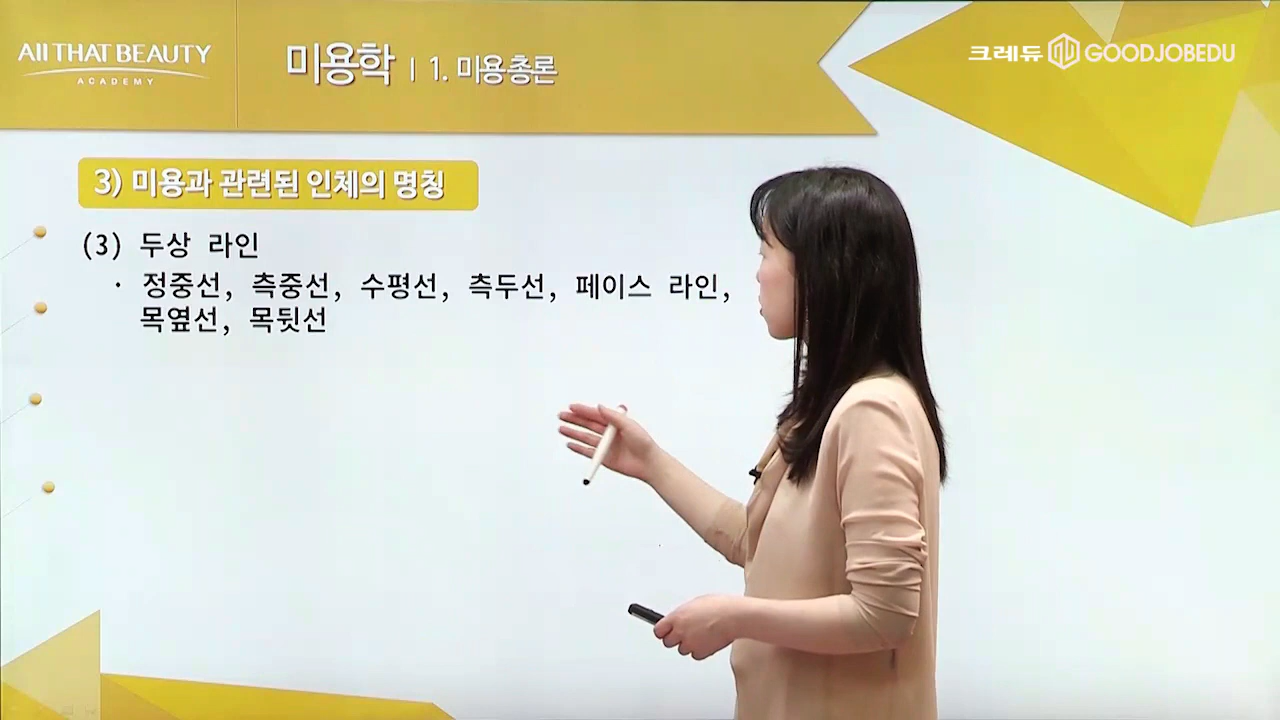 All THAT BEAUTY
ACADEMY
미용학 | 1. 미용 총론
크레듀 GOODJOBEDU
3) 미용과 관련된 인체의 명칭
(3) 두상 라인
· 정중선, 측중선, 수평선, 측두선, 페이스 라인,
목옆선, 목뒷선